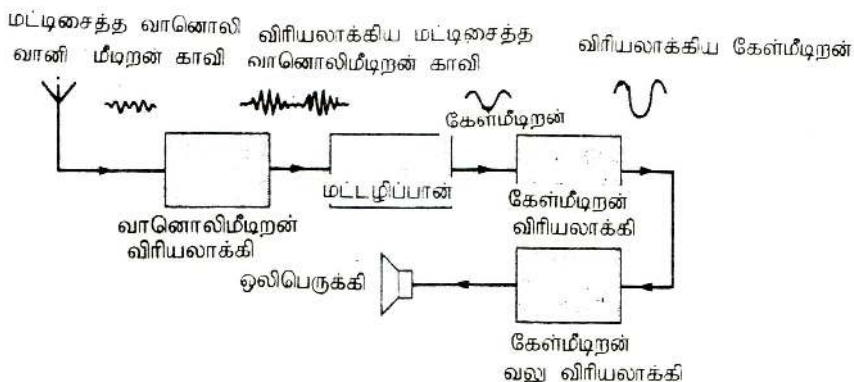 மட்டிசைத்த வானொலி
வானி மீடிறன் காவி
விரியலாக்கிய மட்டிசைத்த
வானொலிமீடிறன் காவி
விரியலாக்கிய கேள்மீடிறன்
கேள்மீடிறன்
மட்டழிப்பான்
வானொலிமீடிறன்
விரியலாக்கி
கேள்மீடிறன்
விரியலாக்கி
ஒலிபெருக்கி
கேள்மீடிறன்
வலு விரியலாக்கி